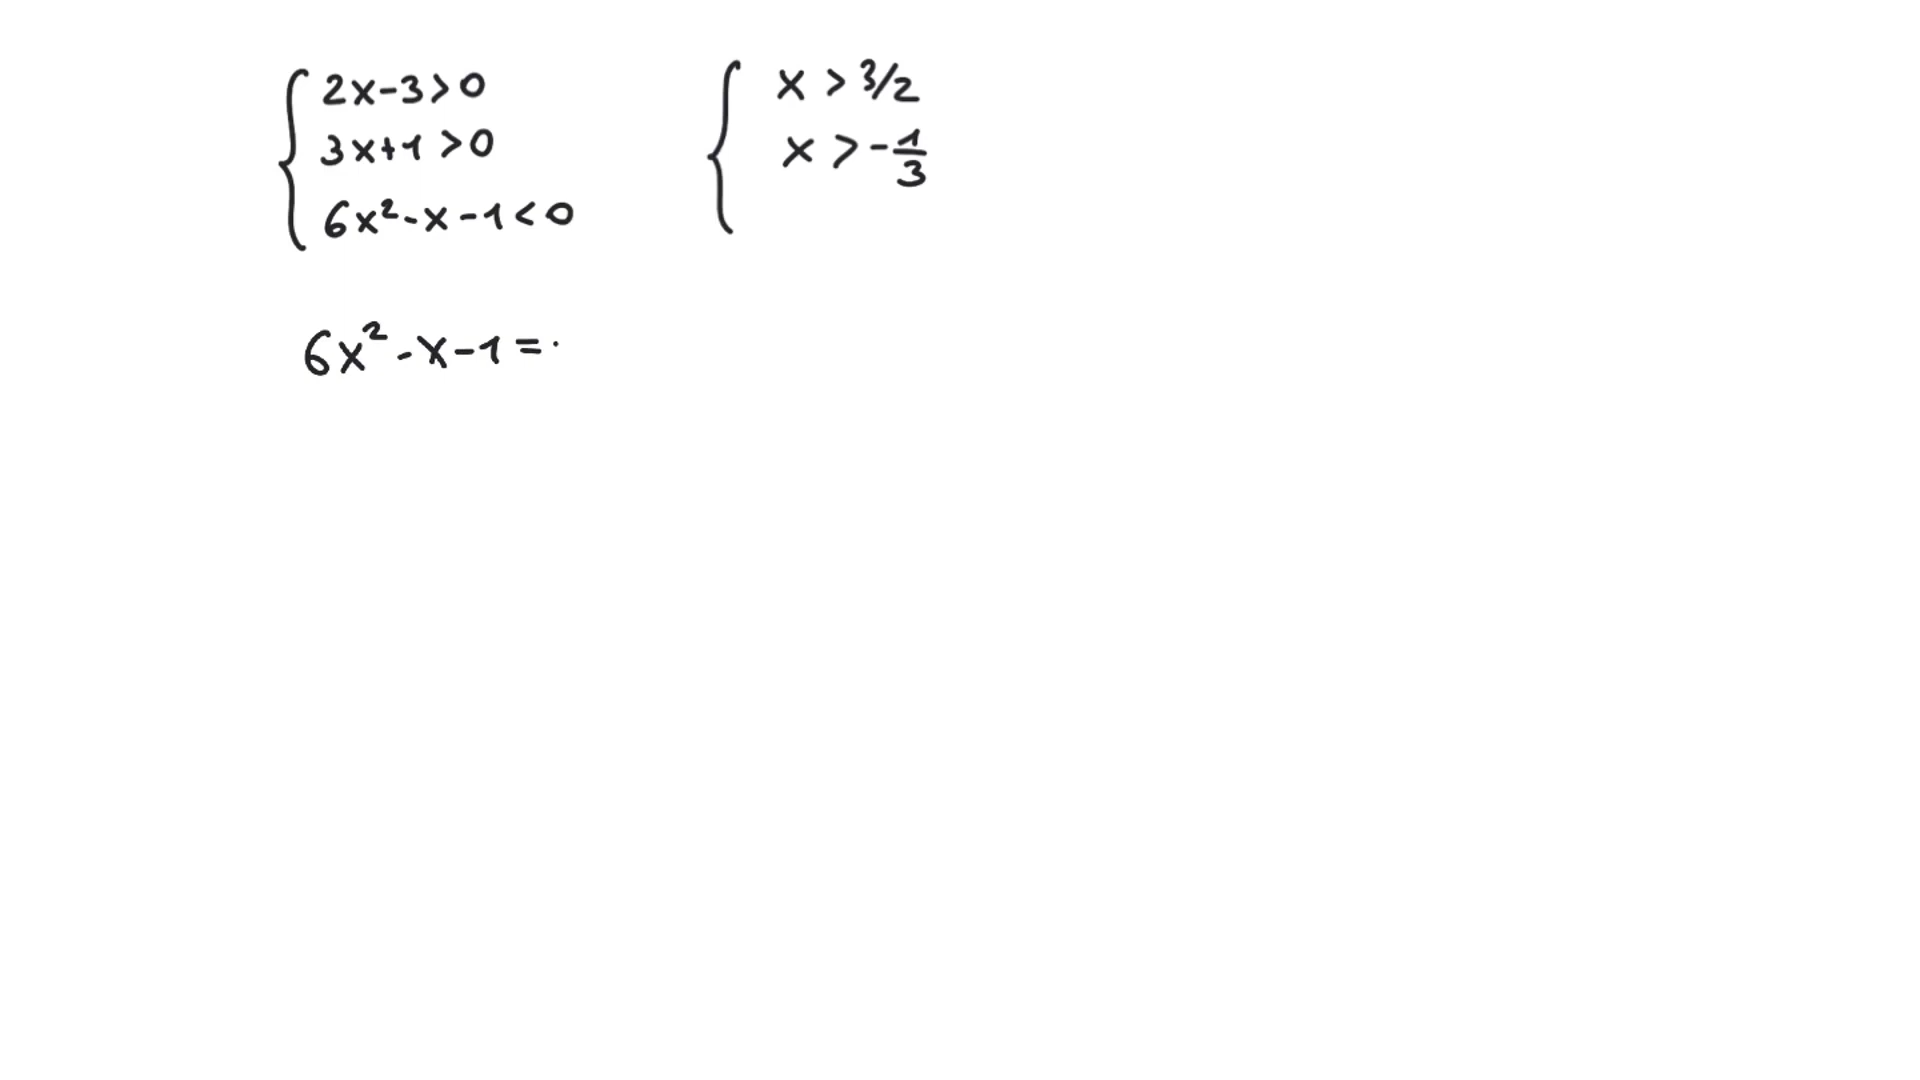 2x-3>0
3x+1>0
6x²-x-1<0
x > 3/2
x > -1/3
6x²-x-1=